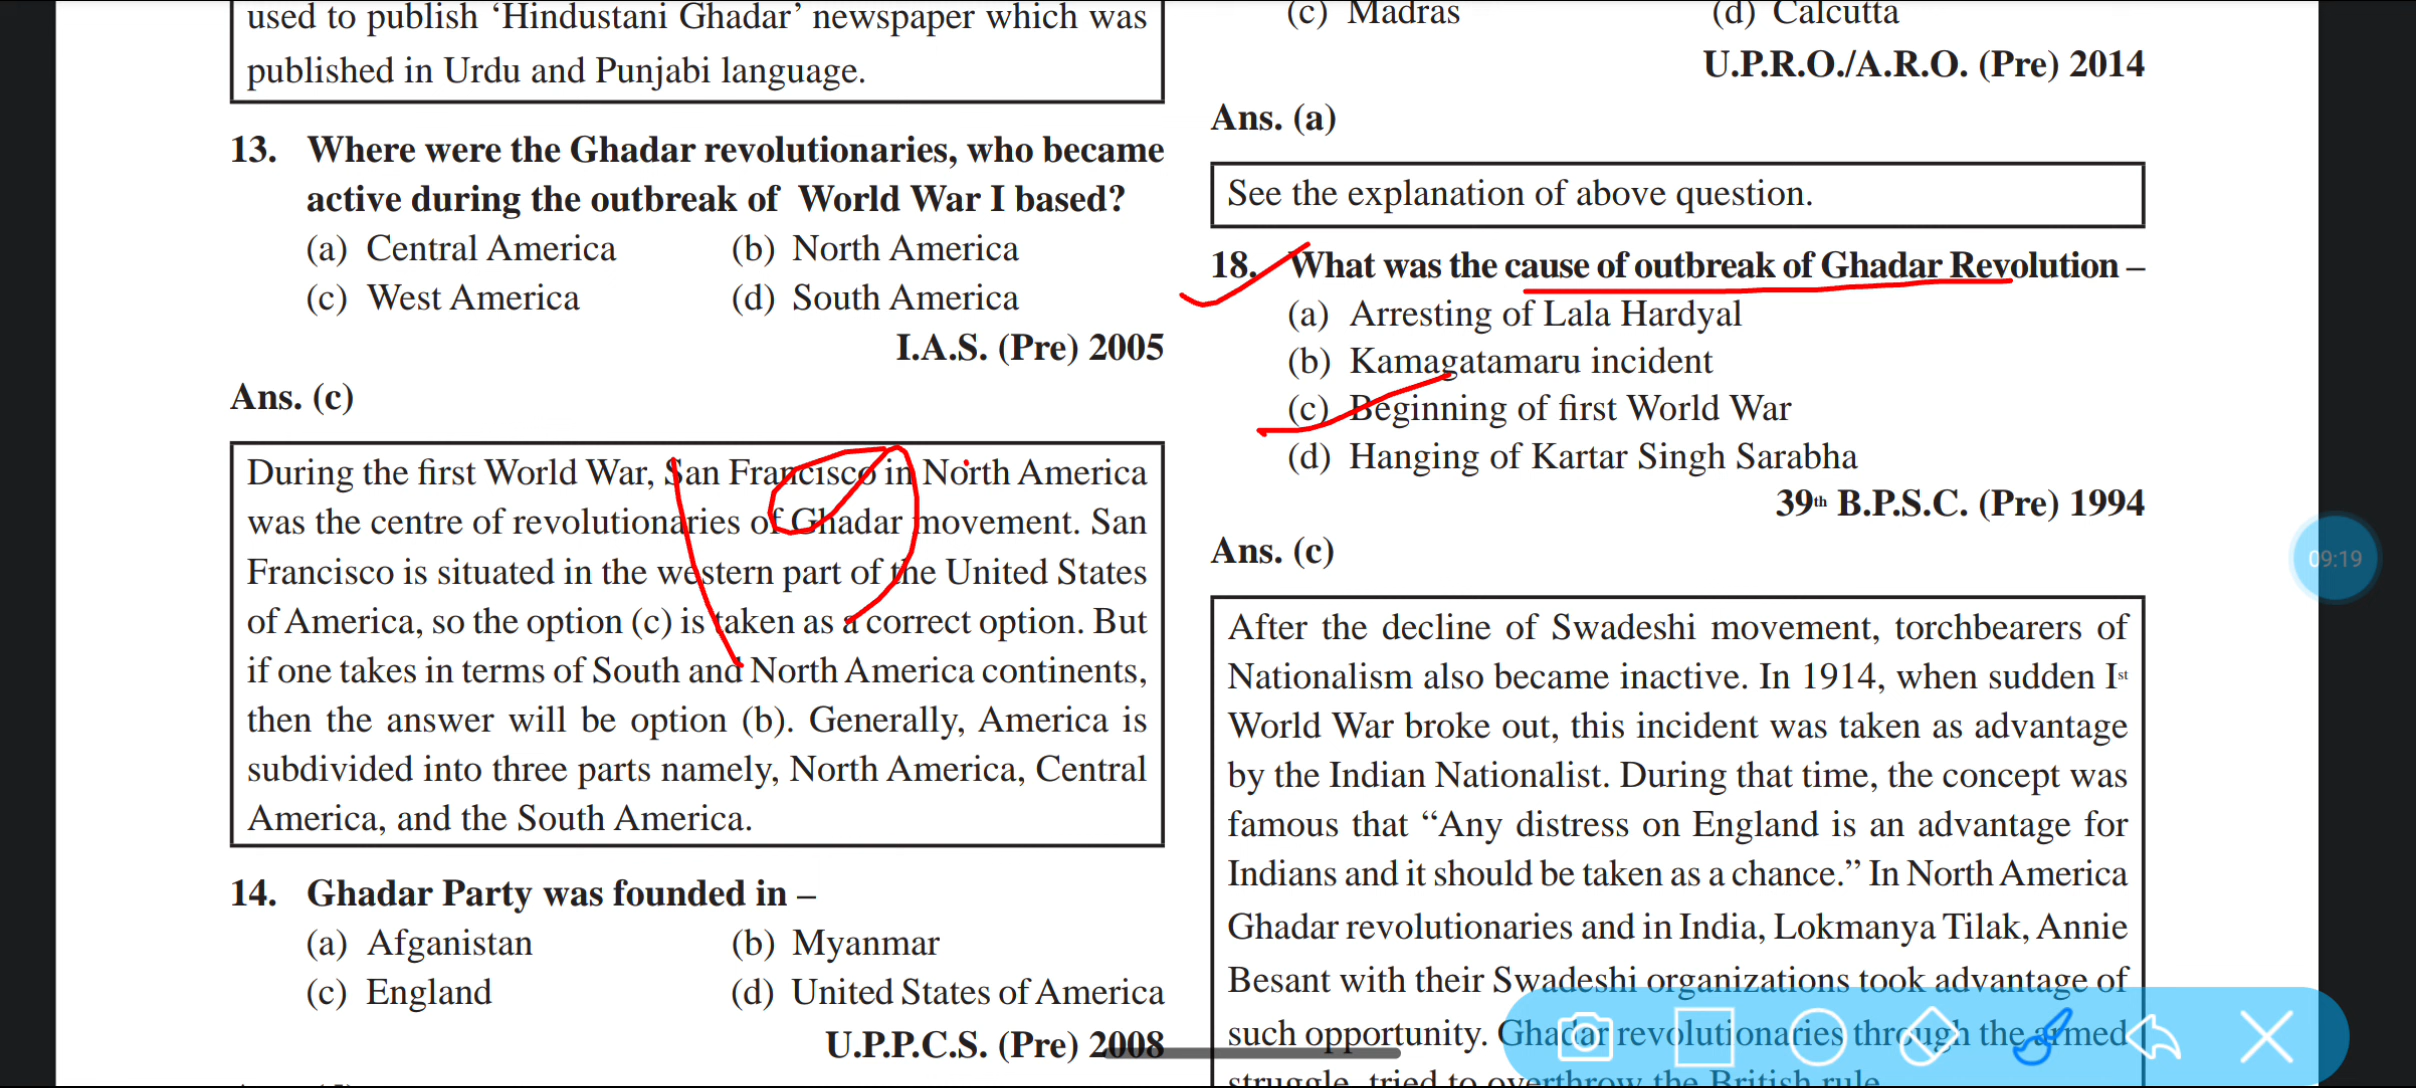 used to publish ‘Hindustani Ghadar’ newspaper which was
published in Urdu and Punjabi language.
13. Where were the Ghadar revolutionaries, who became
active during the outbreak of World War I based?
(a) Central America (b) North America
(c) West America (d) South America
I.A.S. (Pre) 2005
Ans. (c)
During the first World War, San Francisco in North America
was the centre of revolutionaries of Ghadar movement. San
Francisco is situated in the western part of the United States
of America, so the option (c) is taken as a correct option. But
if one takes in terms of South and North America continents,
then the answer will be option (b). Generally, America is
subdivided into three parts namely, North America, Central
America, and the South America.
14. Ghadar Party was founded in –
(a) Afganistan (b) Myanmar
(c) England (d) United States of America
U.P.P.C.S. (Pre) 2008
(c) Madras (d) Calcutta
U.P.R.O./A.R.O. (Pre) 2014
Ans. (a)
See the explanation of above question.
18. What was the cause of outbreak of Ghadar Revolution –
(a) Arresting of Lala Hardyal
(b) Kamagatamaru incident
(c) Beginning of first World War
(d) Hanging of Kartar Singh Sarabha
39th B.P.S.C. (Pre) 1994
Ans. (c)
After the decline of Swadeshi movement, torchbearers of
Nationalism also became inactive. In 1914, when sudden Ist
World War broke out, this incident was taken as advantage
by the Indian Nationalist. During that time, the concept was
famous that “Any distress on England is an advantage for
Indians and it should be taken as a chance.” In North America
Ghadar revolutionaries and in India, Lokmanya Tilak, Annie
Besant with their Swadeshi organizations took advantage of
such opportunity. Ghadar revolutionaries through the armed
struggle, tried to overthrow the British rule.
09:19